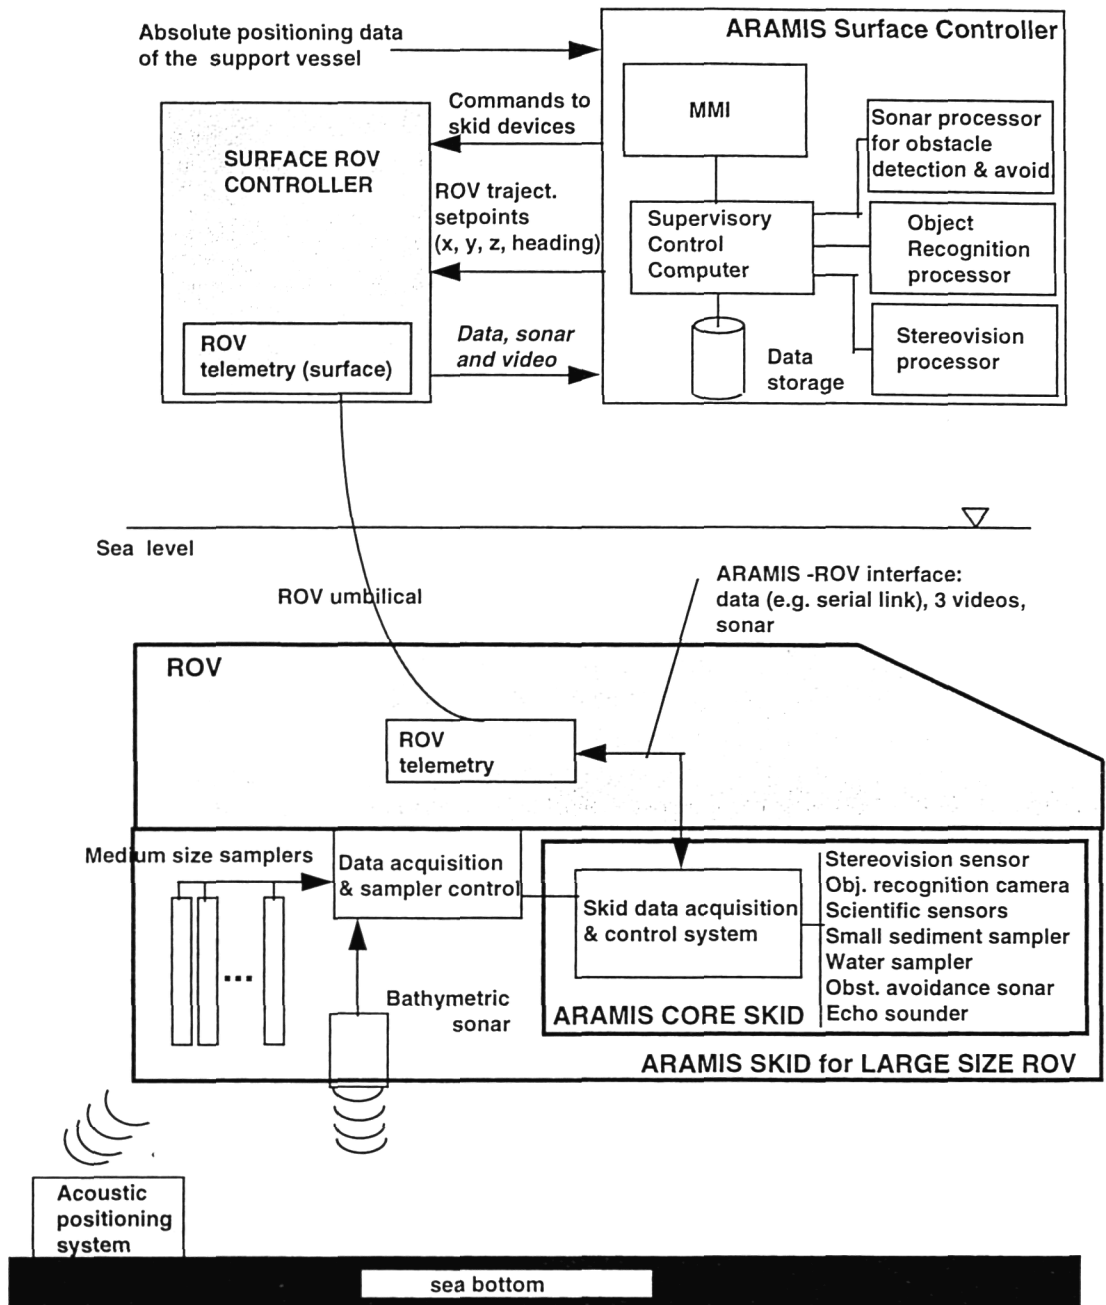 Absolute positioning data
of the support vessel
ARAMIS Surface Controller
MMI
Commands to
skid devices
Sonar processor
for obstacle
detection & avoid.
SURFACE ROV
CONTROLLER
ROV traject.
setpoints
(x, y, z, heading)
Supervisory
Control
Computer
Object
Recognition
processor
ROV
telemetry (surface)
Data, sonar
and video
Data
storage
Stereovision
processor
Sea level
ROV umbilical
ARAMIS -ROV interface:
data (e.g. serial link), 3 videos,
sonar
ROV
ROV
telemetry
Medium size samplers
Data acquisition
& sampler control
Skid data acquisition
& control system
Stereovision sensor
Obj. recognition camera
Scientific sensors
Small sediment sampler
Water sampler
Obst. avoidance sonar
Echo sounder
...
Bathymetric
sonar
ARAMIS CORE SKID
ARAMIS SKID for LARGE SIZE ROV
Acoustic
positioning
system
sea bottom